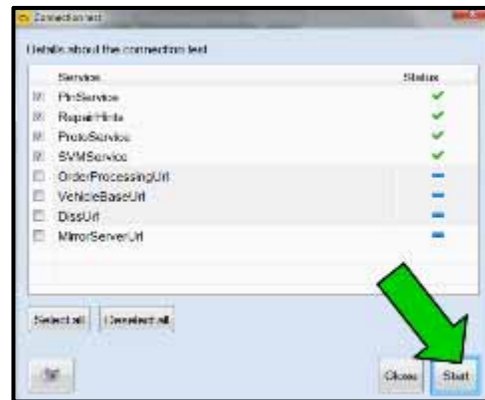 Connection test
Details about the connection test
Service Status
PinService
RepairHints
ProtoService
SVMService
OrderProcessingUrl
VehicleBaseUrl
DissUrl
MirrorServerUrl
Select all Deselect all
Close Start